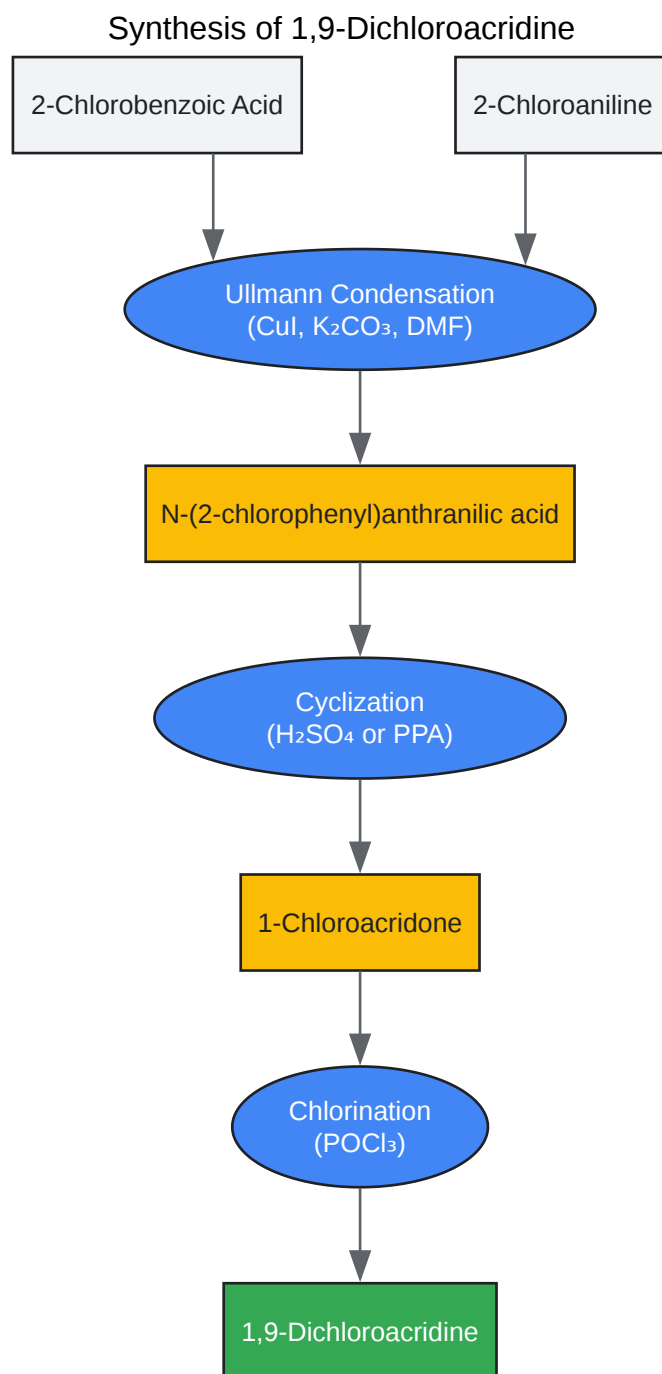 Synthesis of 1,9-Dichloroacridine
2-Chlorobenzoic Acid
2-Chloroaniline
Ullmann Condensation
(CuI, K₂CO₃, DMF)
N-(2-chlorophenyl)anthranilic acid
Cyclization
(H₂SO₄ or PPA)
1-Chloroacridone
Chlorination
(POCl₃)
1,9-Dichloroacridine